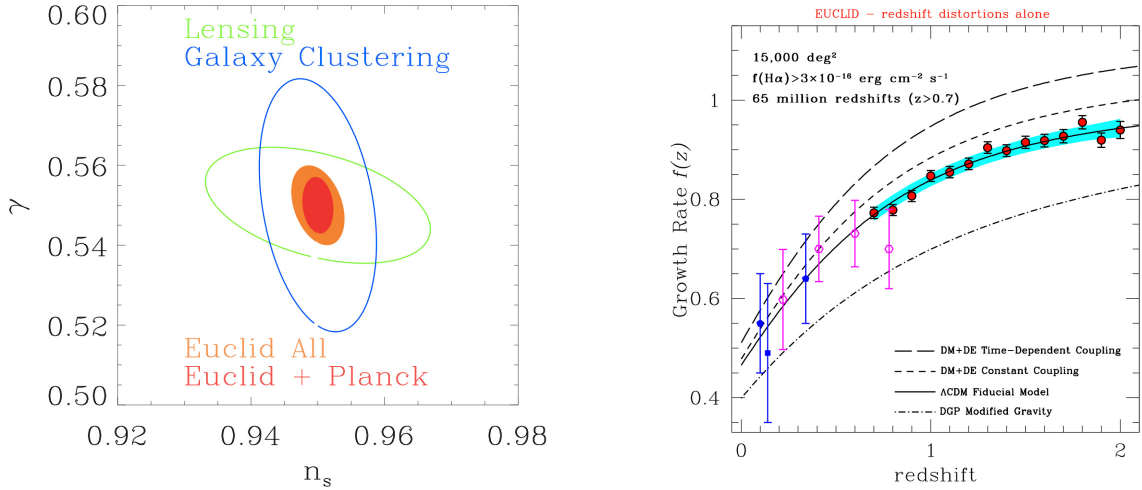 0.60
0.58
0.56
0.54
0.52
0.50
γ
Lensing
Galaxy Clustering
Euclid All
Euclid + Planck
0.92 0.94 0.96 0.98
n_s
EUCLID – redshift distortions alone
15,000 deg²
f(Hα)>3×10⁻¹⁶ erg cm⁻² s⁻¹
65 million redshifts (z>0.7)
Growth Rate f(z)
1
0.8
0.6
0.4
DM+DE Time-Dependent Coupling
DM+DE Constant Coupling
ΛCDM Fiducial Model
DGP Modified Gravity
0 1 2
redshift